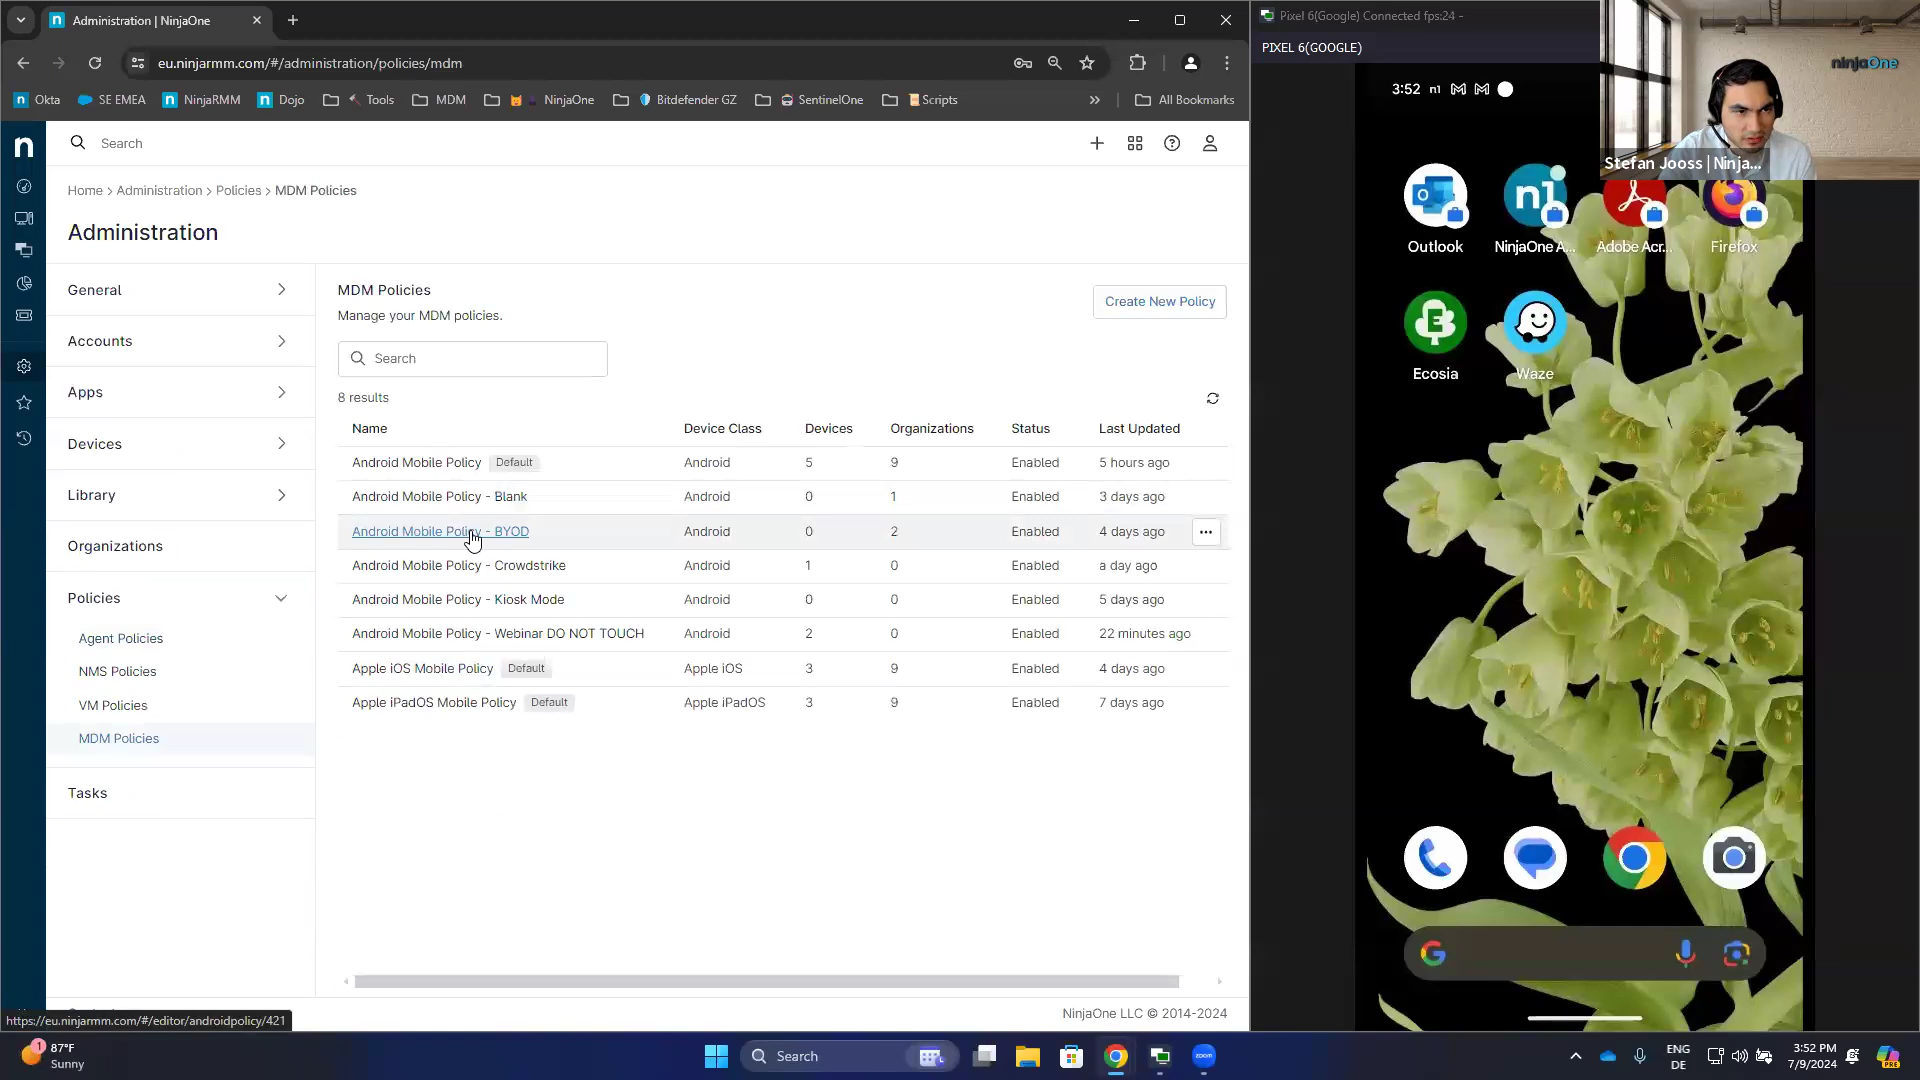 Administration | NinjaOne
eu.ninjarmm.com/#/administration/policies/mdm
Okta
SE EMEA
NinjaRMM
Dojo
Tools
MDM
NinjaOne
Bitdefender GZ
SentinelOne
Scripts
All Bookmarks
Search
Home > Administration > Policies > MDM Policies
Administration
General
Accounts
Apps
Devices
Library
Organizations
Policies
Agent Policies
NMS Policies
VM Policies
MDM Policies
Tasks
MDM Policies
Manage your MDM policies.
Create New Policy
Search
8 results
Name Device Class Devices Organizations Status Last Updated
Android Mobile Policy Default Android 5 9 Enabled 5 hours ago
Android Mobile Policy - Blank Android 0 1 Enabled 3 days ago
Android Mobile Policy - BYOD Android 0 2 Enabled 4 days ago
Android Mobile Policy - Crowdstrike Android 1 0 Enabled a day ago
Android Mobile Policy - Kiosk Mode Android 0 0 Enabled 5 days ago
Android Mobile Policy - Webinar DO NOT TOUCH Android 2 0 Enabled 22 minutes ago
Apple iOS Mobile Policy Default Apple iOS 3 9 Enabled 4 days ago
Apple iPadOS Mobile Policy Default Apple iPadOS 3 9 Enabled 7 days ago
NinjaOne LLC © 2014-2024
https://eu.ninjarmm.com/#/editor/androidpolicy/421
Pixel 6(Google) Connected fps:24 -
PIXEL 6(GOOGLE)
3:52
n1
ninjaOne
Stefan Jooss | Ninja...
n1
Outlook
NinjaOne A...
Adobe Acr...
Firefox
Ecosia
Waze
1
87°F
Sunny
Search
zoom
ENG
DE
3:52 PM
7/9/2024
PRE